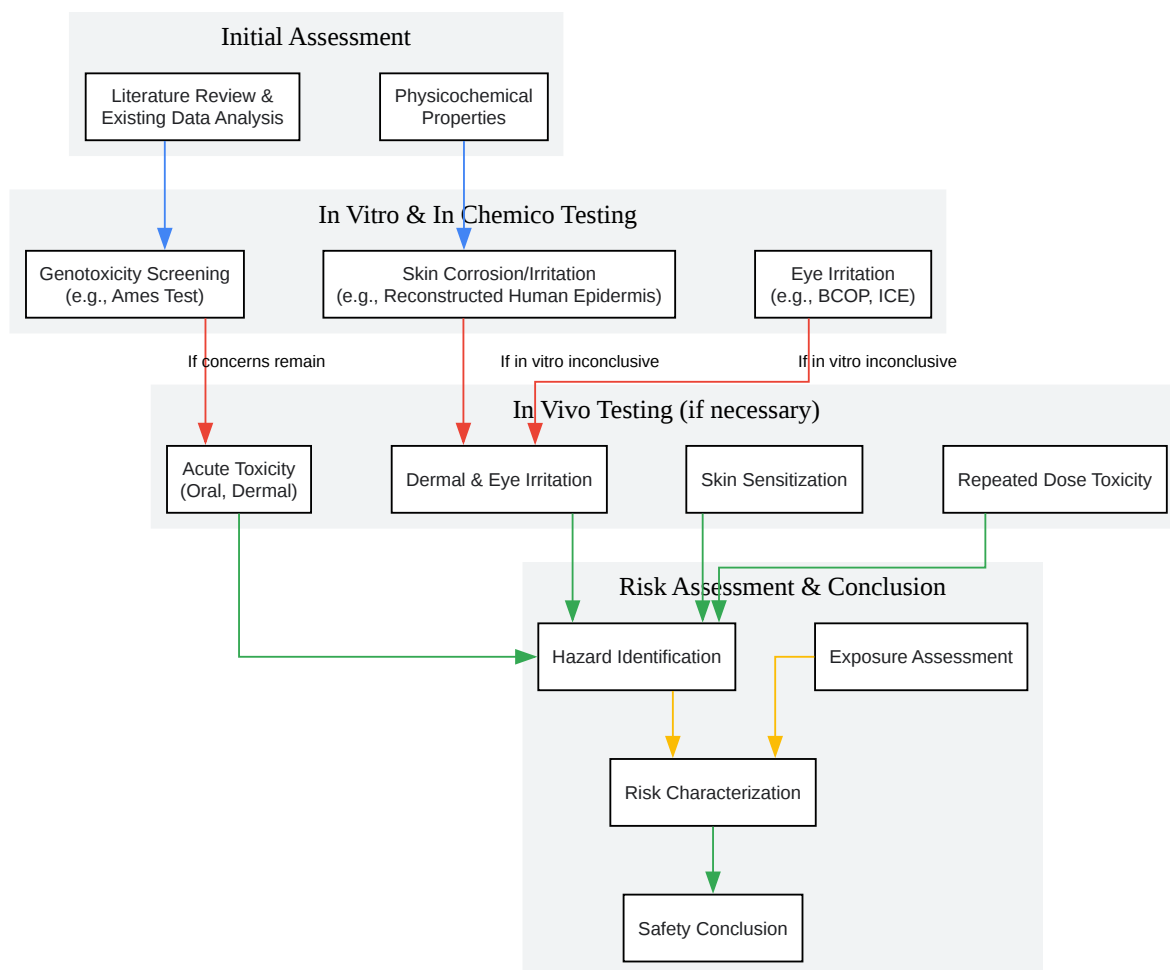 Initial Assessment
Literature Review &
Existing Data Analysis
Physicochemical
Properties
In Vitro & In Chemico Testing
Genotoxicity Screening
(e.g., Ames Test)
Skin Corrosion/Irritation
(e.g., Reconstructed Human Epidermis)
Eye Irritation
(e.g., BCOP, ICE)
If concerns remain
If in vitro inconclusive
If in vitro inconclusive
In Vivo Testing (if necessary)
Acute Toxicity
(Oral, Dermal)
Dermal & Eye Irritation
Skin Sensitization
Repeated Dose Toxicity
Risk Assessment & Conclusion
Hazard Identification
Exposure Assessment
Risk Characterization
Safety Conclusion